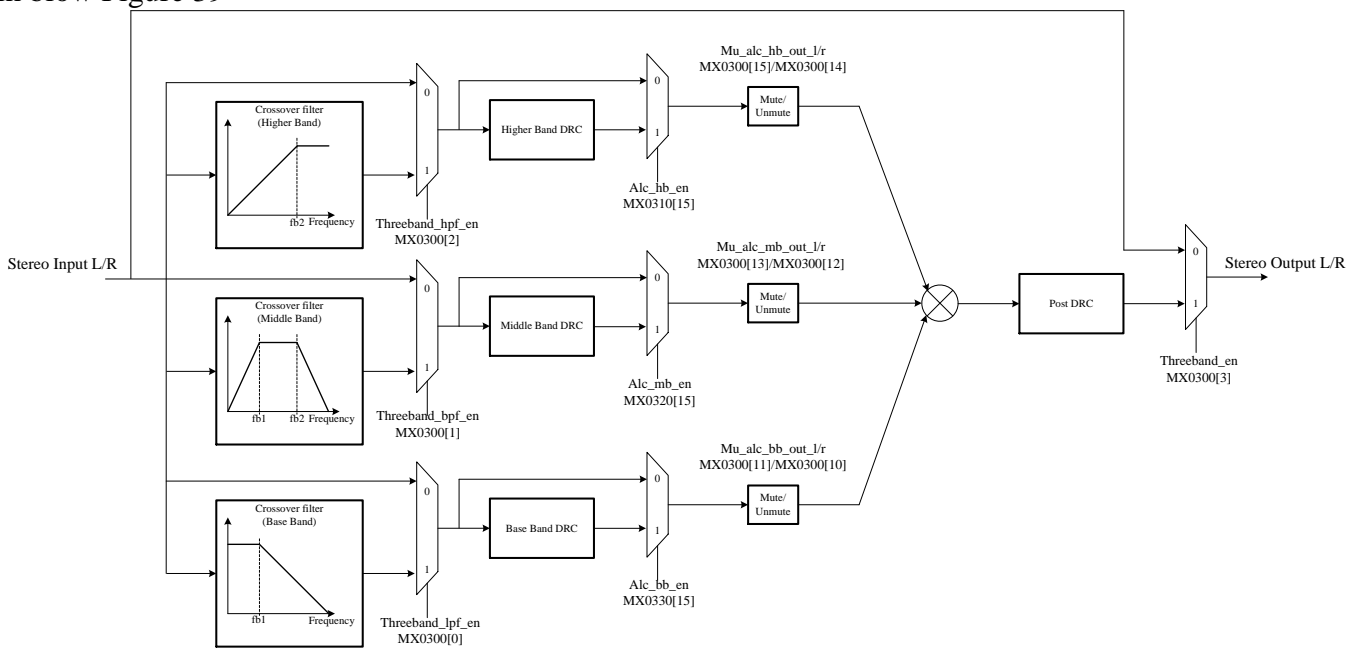 Crossover filter
(Higher Band)
fb2 Frequency
0
1
Threeband_hpf_en
MX0300[2]
Higher Band DRC
0
1
Alc_hb_en
MX0310[15]
Mu_alc_hb_out_l/r
MX0300[15]/MX0300[14]
Mute/
Unmute
Stereo Input L/R
Crossover filter
(Middle Band)
fb1 fb2 Frequency
0
1
Threeband_bpf_en
MX0300[1]
Middle Band DRC
0
1
Alc_mb_en
MX0320[15]
Mu_alc_mb_out_l/r
MX0300[13]/MX0300[12]
Mute/
Unmute
Crossover filter
(Base Band)
fb1 Frequency
0
1
Threeband_lpf_en
MX0300[0]
Base Band DRC
0
1
Alc_bb_en
MX0330[15]
Mu_alc_bb_out_l/r
MX0300[11]/MX0300[10]
Mute/
Unmute
Post DRC
0
1
Threeband_en
MX0300[3]
Stereo Output L/R